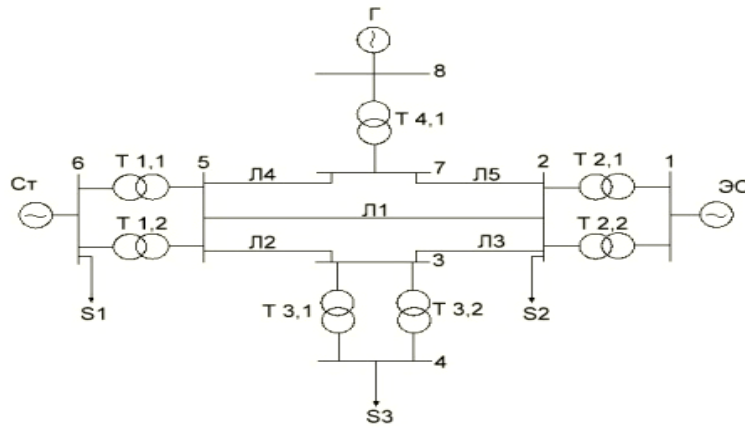 Г
8
Т 4,1
6
Т 1,1
5
7
2
Т 2,1
1
Ст
Л4
Л5
ЭС
Л1
Т 1,2
Л2
Л3
Т 2,2
3
S1
Т 3,1
Т 3,2
S2
4
S3